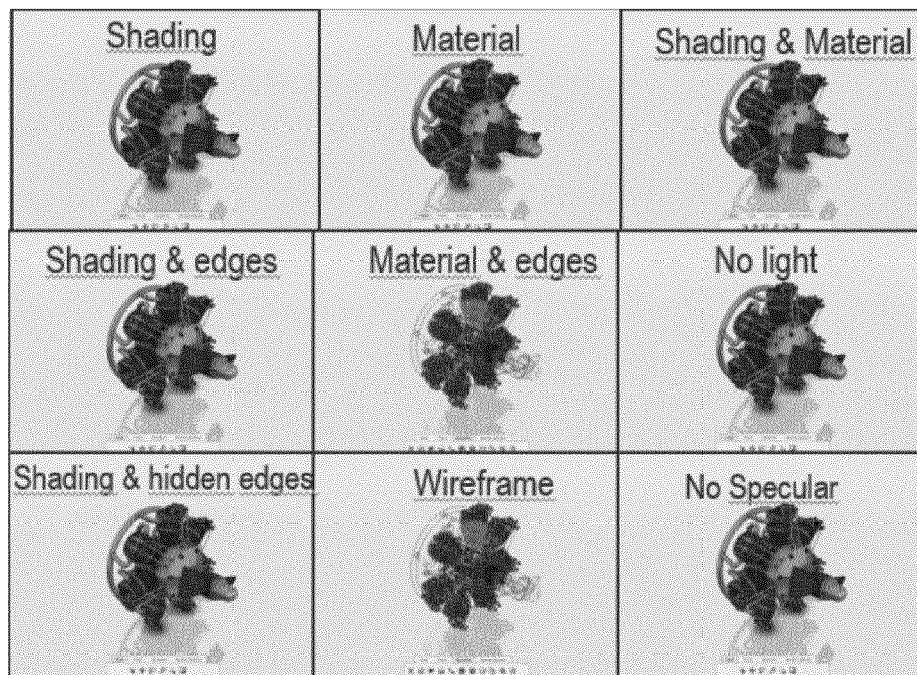 Shading
Material
Shading & Material
Shading & edges
Material & edges
No light
Shading & hidden edges
Wireframe
No Specular